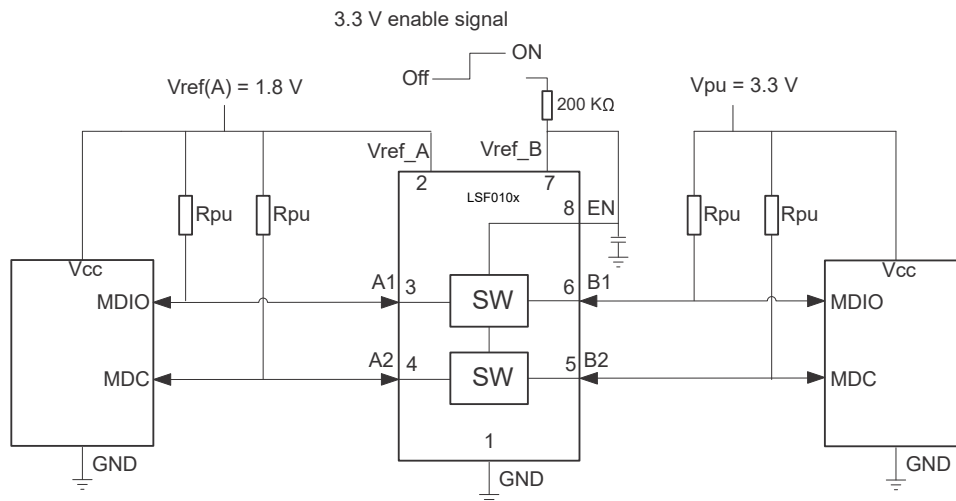 3.3 V enable signal
Off
ON
Vref(A) = 1.8 V
Vpu = 3.3 V
200 KΩ
Vref_A
Vref_B
2
7
LSF010x
8
EN
Rpu
Rpu
Rpu
Rpu
Vcc
Vcc
MDIO
A1
3
SW
6
B1
MDIO
MDC
A2
4
SW
5
B2
MDC
1
GND
GND
GND